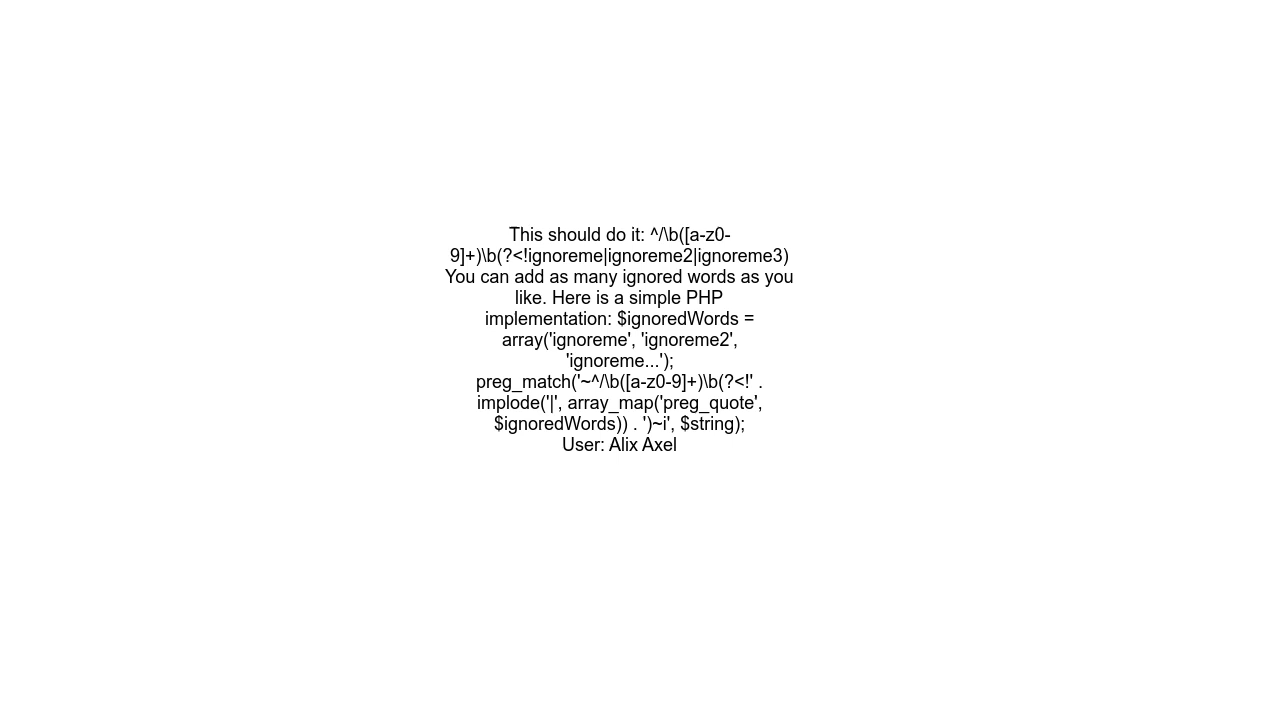 This should do it: ^/\b([a-z0-
9]+)\b(?<!ignoreme|ignoreme2|ignoreme3)
You can add as many ignored words as you
like. Here is a simple PHP
implementation: $ignoredWords =
array('ignoreme', 'ignoreme2',
'ignoreme...');
preg_match('~^/\b([a-z0-9]+)\b(?<!' .
implode('|', array_map('preg_quote',
$ignoredWords)) . ')~i', $string);
User: Alix Axel